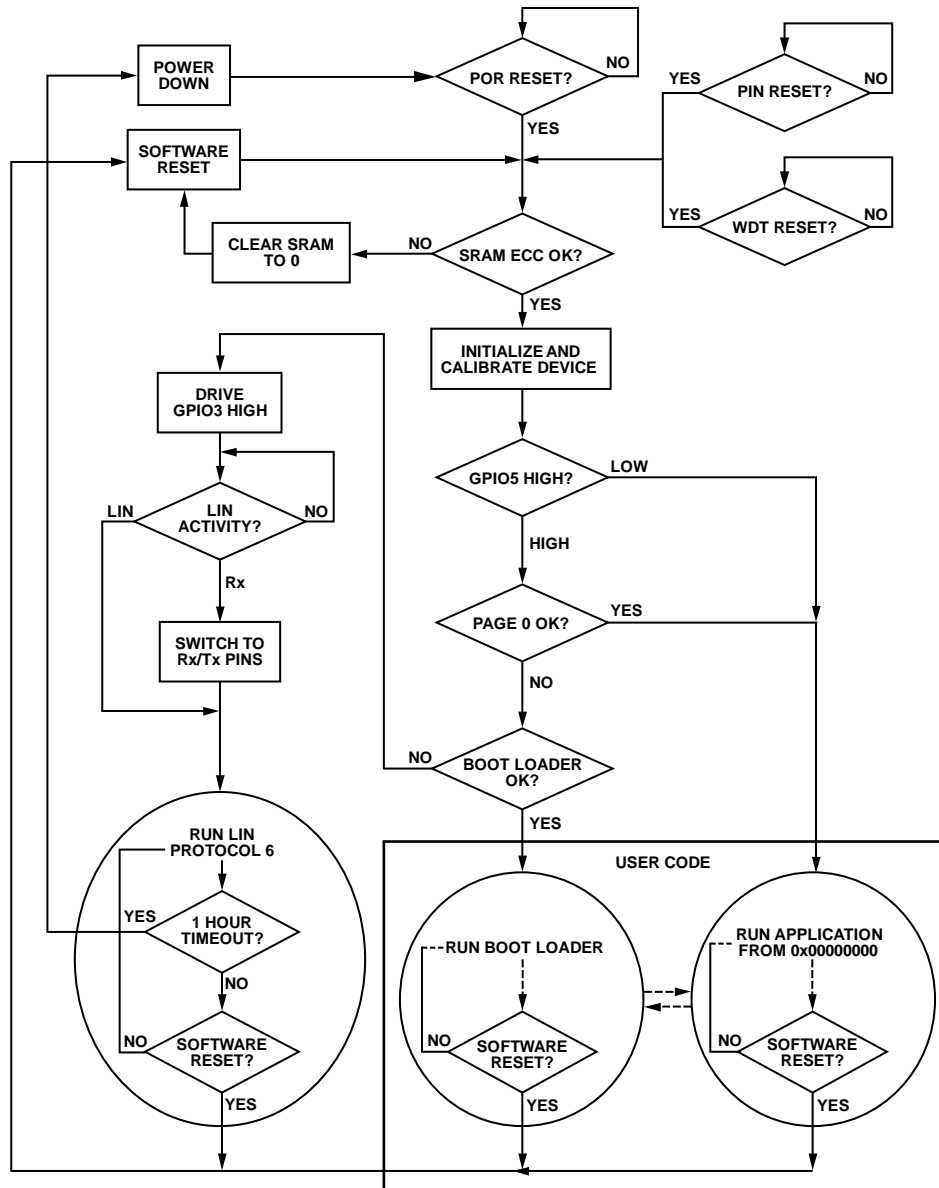 POWER
DOWN
POR RESET?
NO
YES
YES
PIN RESET?
NO
SOFTWARE
RESET
YES
WDT RESET?
NO
CLEAR SRAM
TO 0
NO
SRAM ECC OK?
YES
INITIALIZE AND
CALIBRATE DEVICE
DRIVE
GPIO3 HIGH
GPIO5 HIGH?
LOW
HIGH
LIN
LIN
ACTIVITY?
NO
Rx
PAGE 0 OK?
YES
NO
SWITCH TO
Rx/Tx PINS
NO
BOOT LOADER
OK?
YES
RUN LIN
PROTOCOL 6
YES
1 HOUR
TIMEOUT?
NO
NO
SOFTWARE
RESET?
YES
USER CODE
RUN BOOT LOADER
NO
SOFTWARE
RESET?
YES
RUN APPLICATION
FROM 0x00000000
NO
SOFTWARE
RESET?
YES